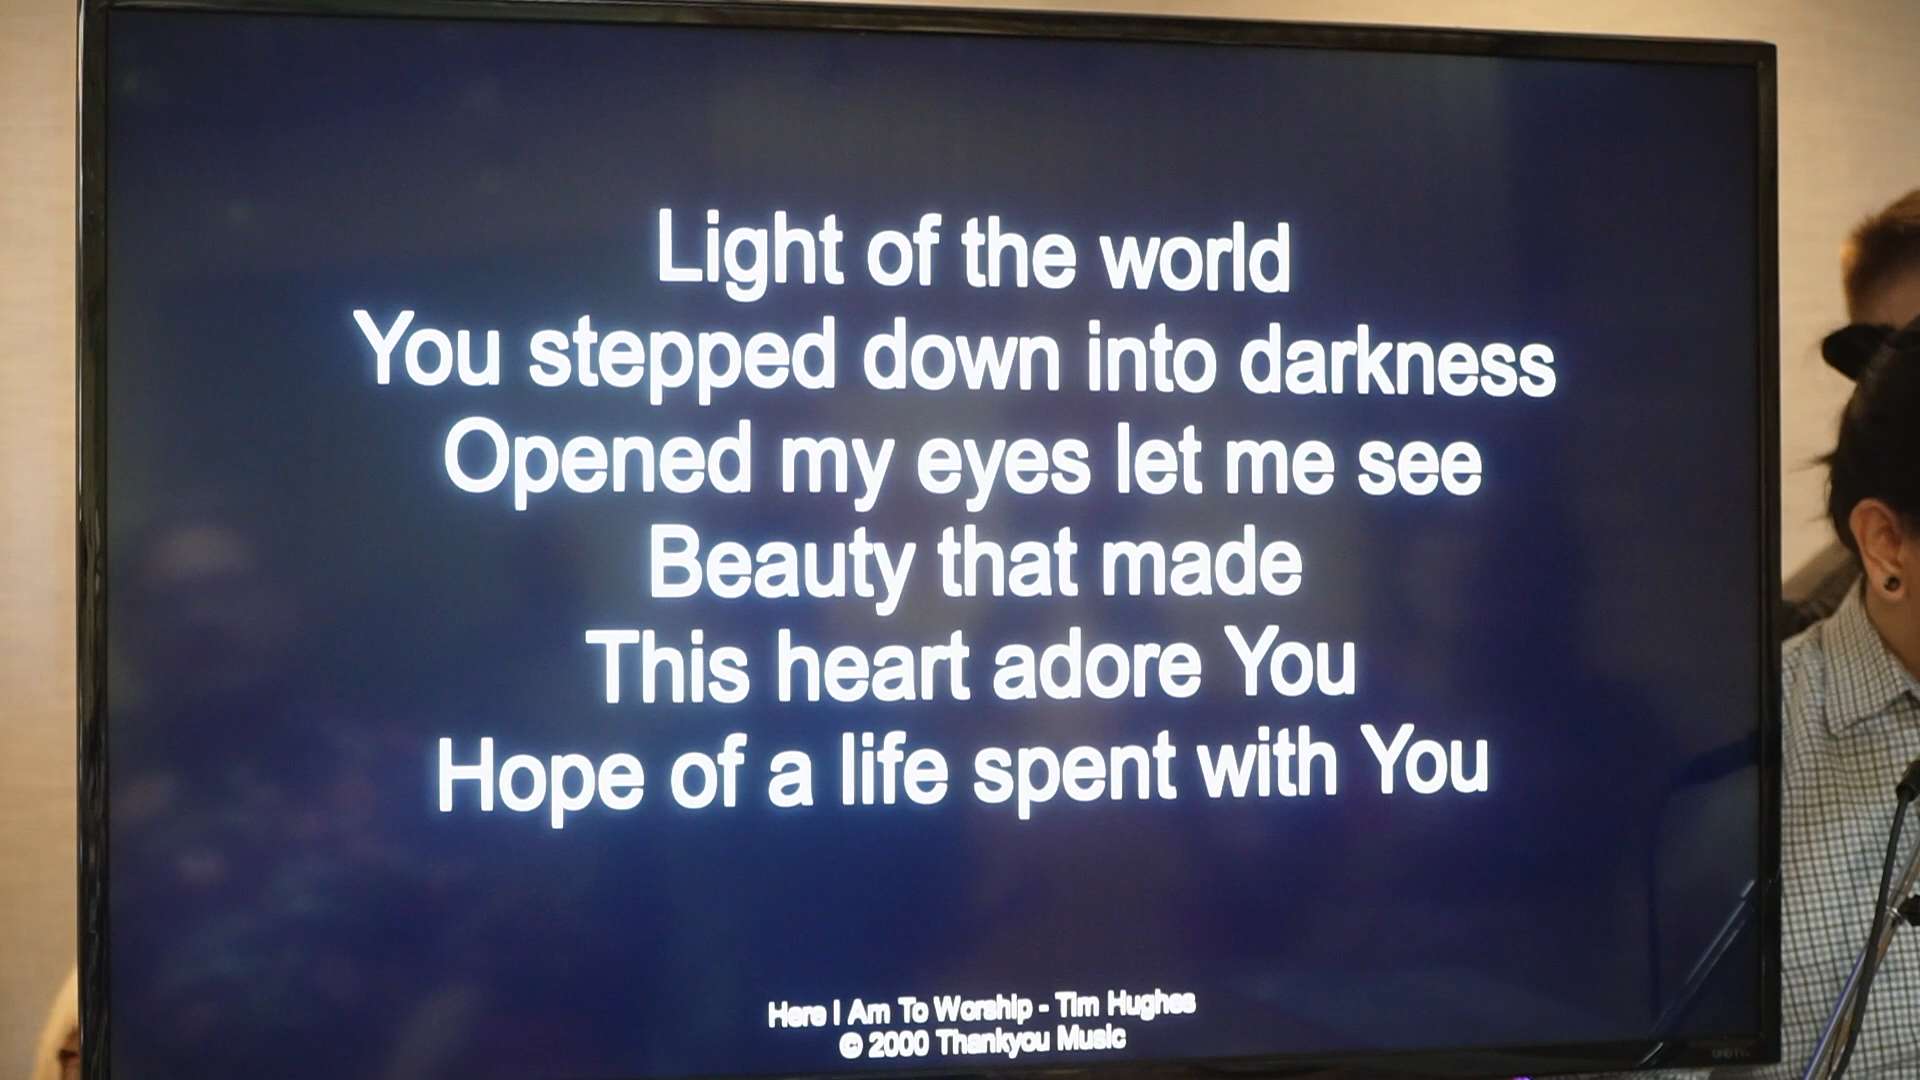 Light of the world
You stepped down into darkness
Opened my eyes let me see
Beauty that made
This heart adore You
Hope of a life spent with You
Here I Am To Worship - Tim Hughes
© 2000 Thankyou Music